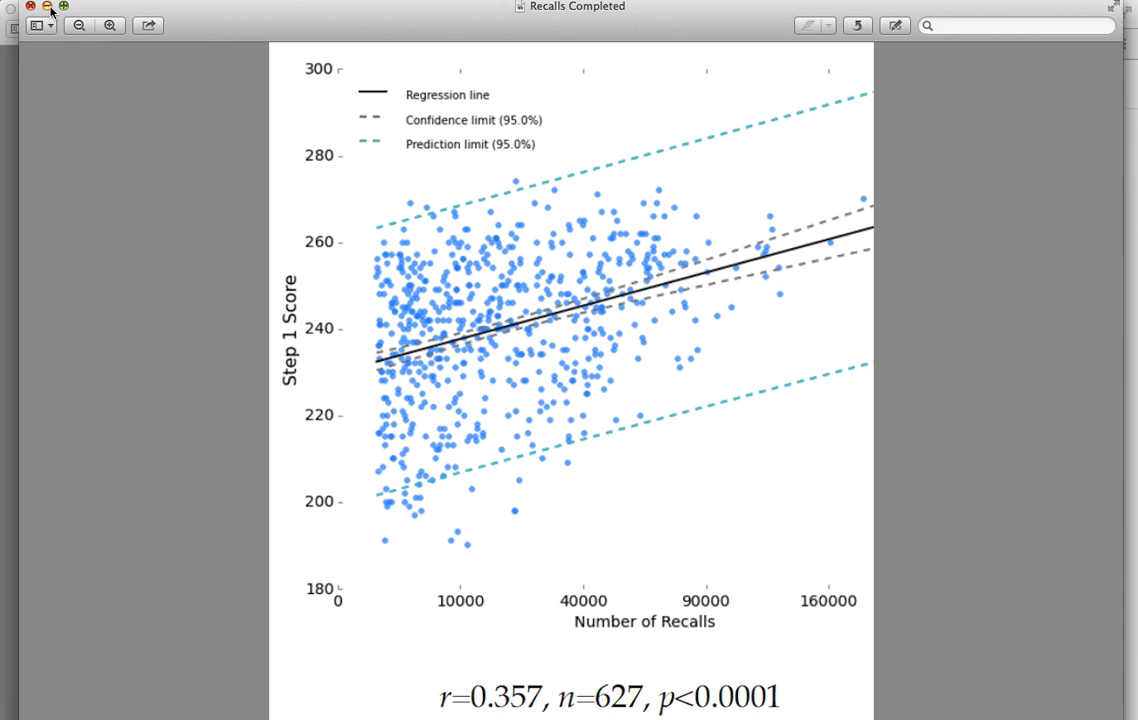 Recalls Completed
300
Regression line
Confidence limit (95.0%)
Prediction limit (95.0%)
280
260
240
220
200
180
Step 1 Score
0 10000 40000 90000 160000
Number of Recalls
r=0.357, n=627, p<0.0001